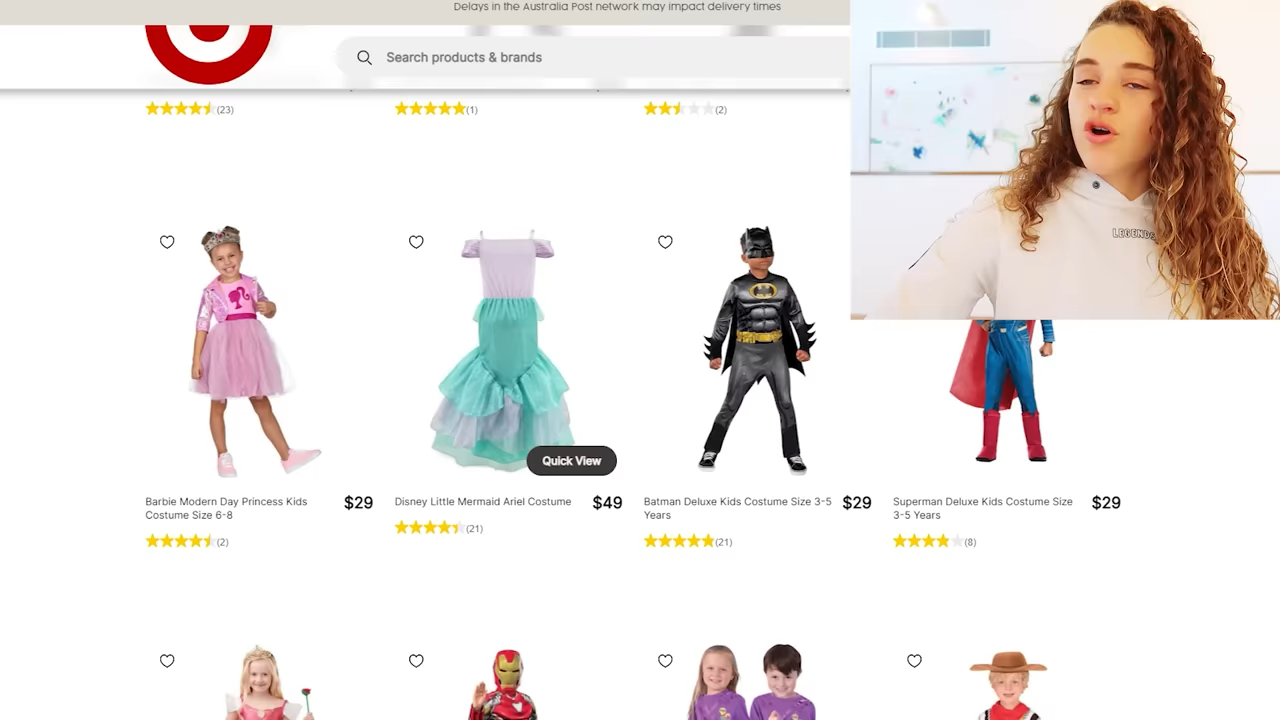 Delays in the Australia Post network may impact delivery times
Search products & brands
(23)
(1)
(2)
LEGEND
Quick View
Barbie Modern Day Princess Kids
Costume Size 6-8
$29
(2)
Disney Little Mermaid Ariel Costume
$49
(21)
Batman Deluxe Kids Costume Size 3-5
Years
$29
(21)
Superman Deluxe Kids Costume Size
3-5 Years
$29
(8)